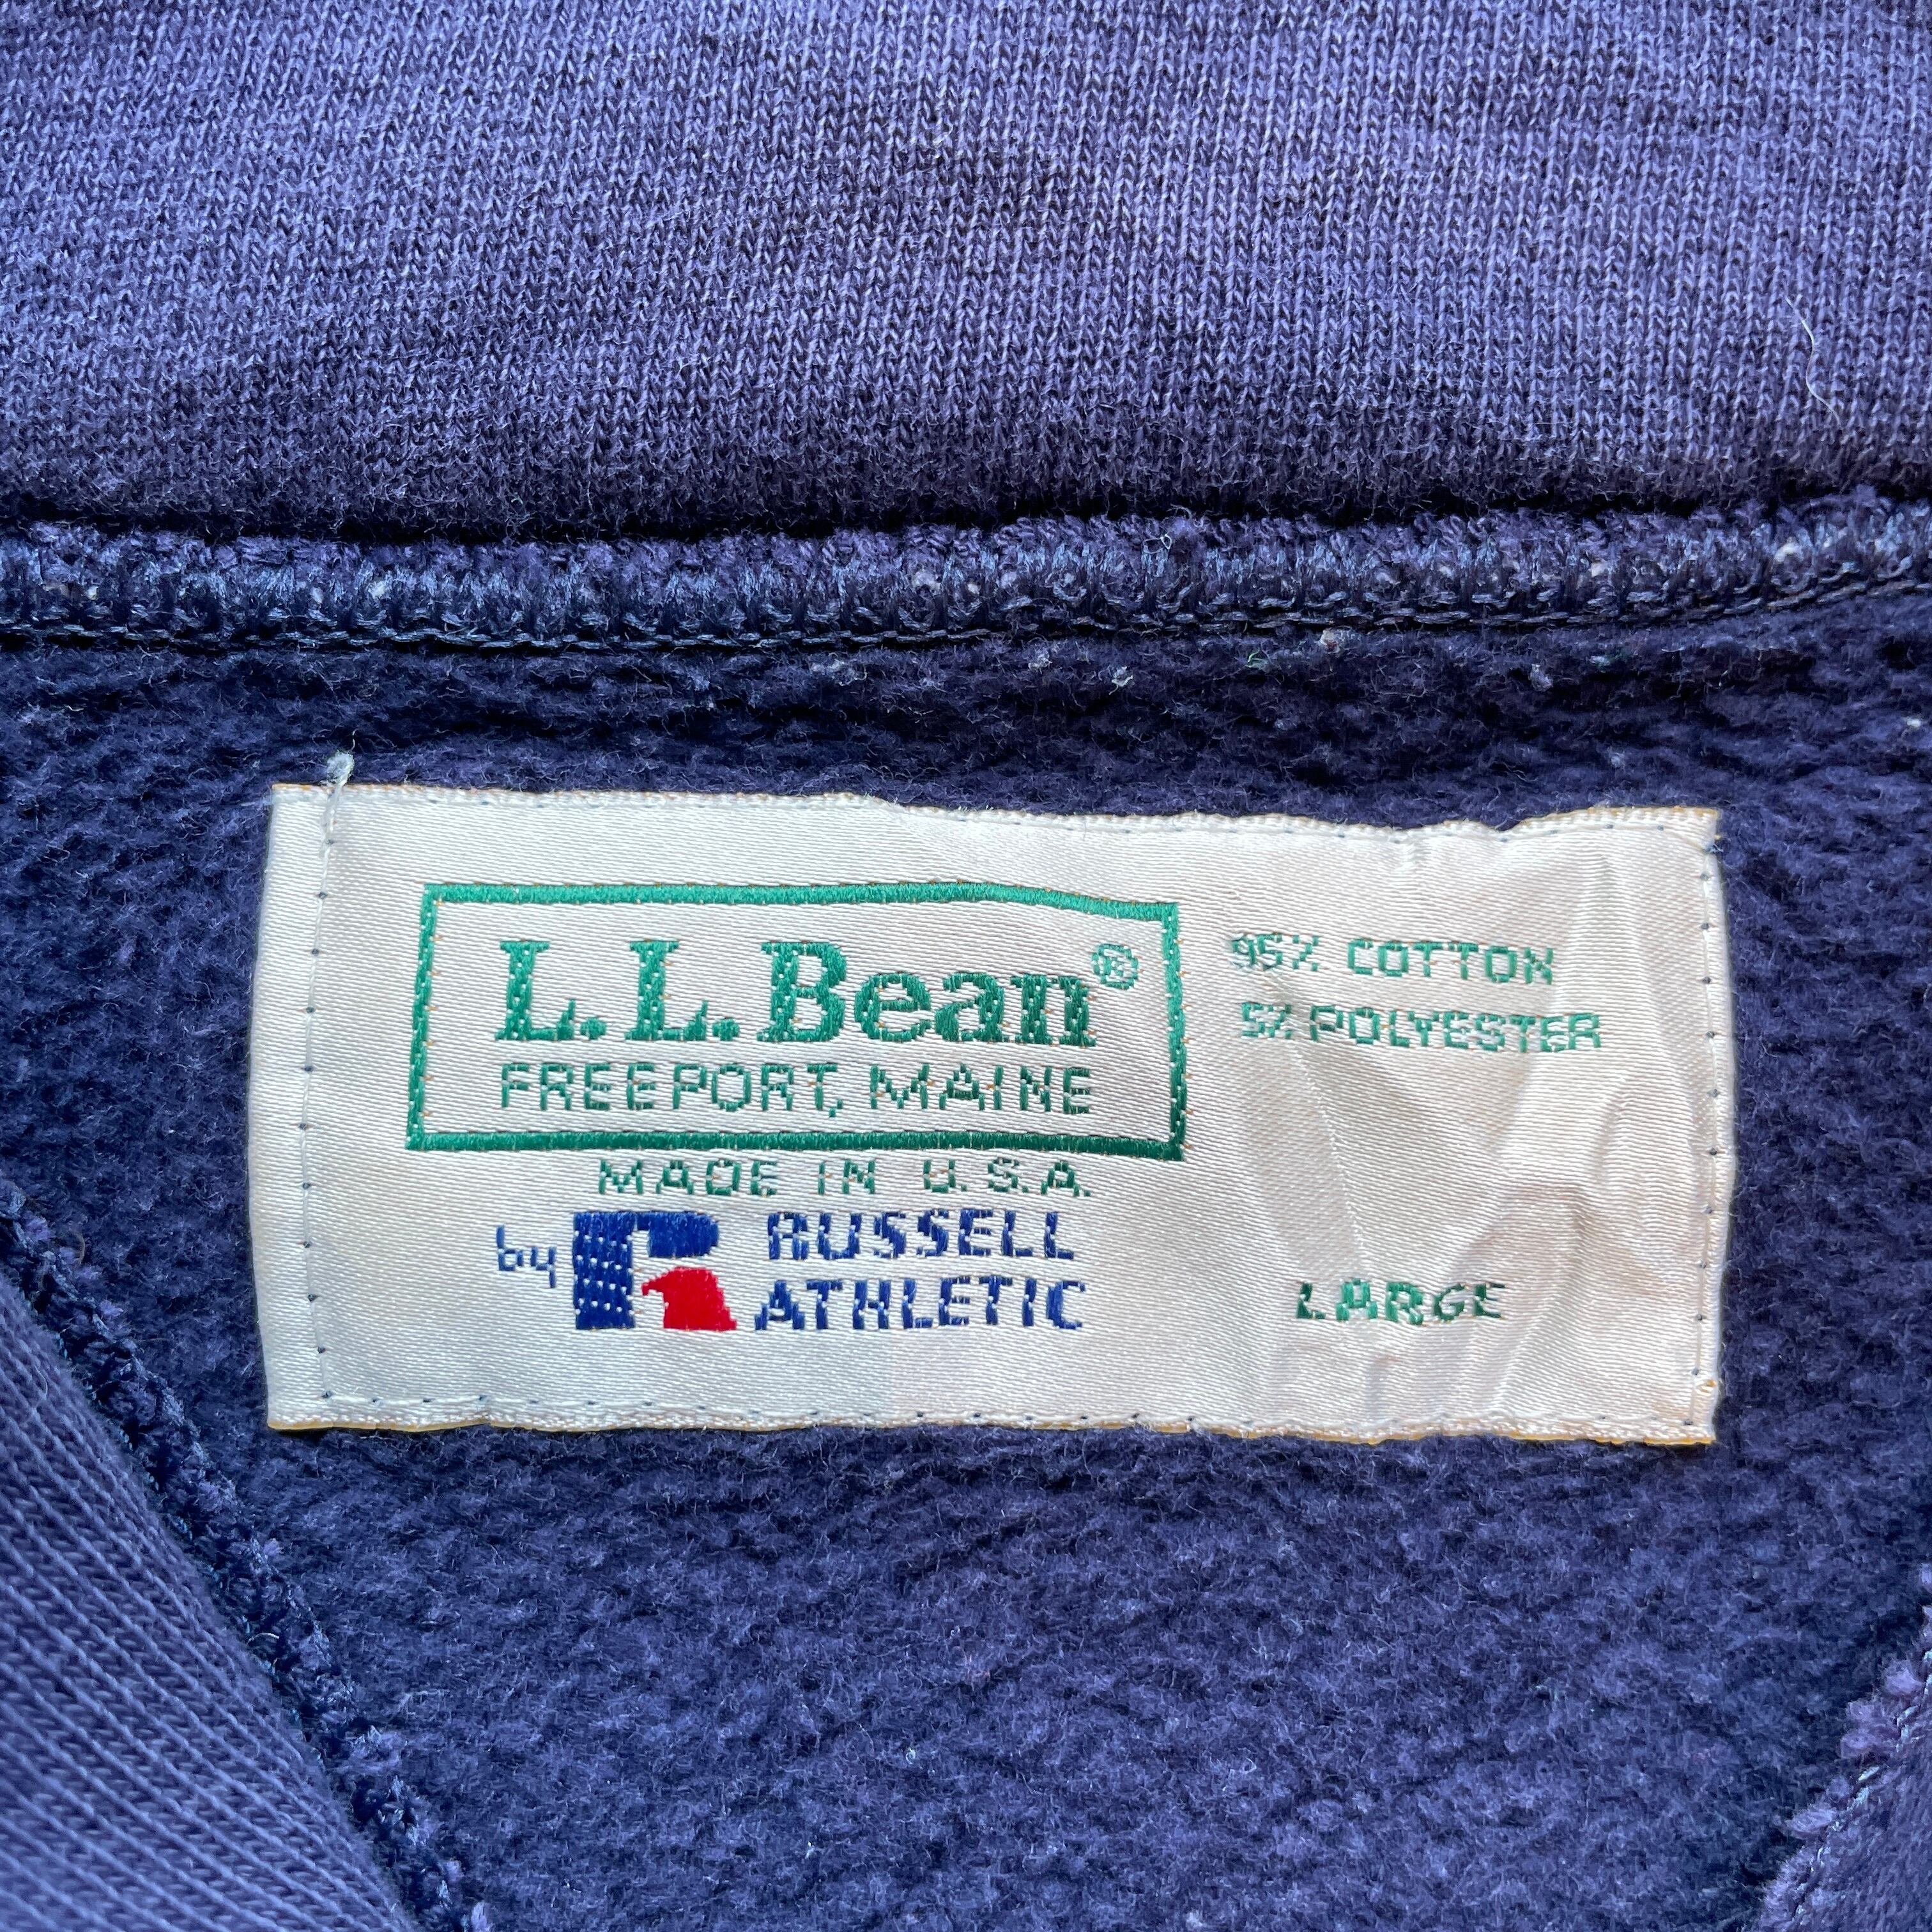 L.L.Bean®
FREEPORT, MAINE
MADE IN U.S.A.
by RUSSELL
ATHLETIC
95% COTTON
5% POLYESTER
LARGE